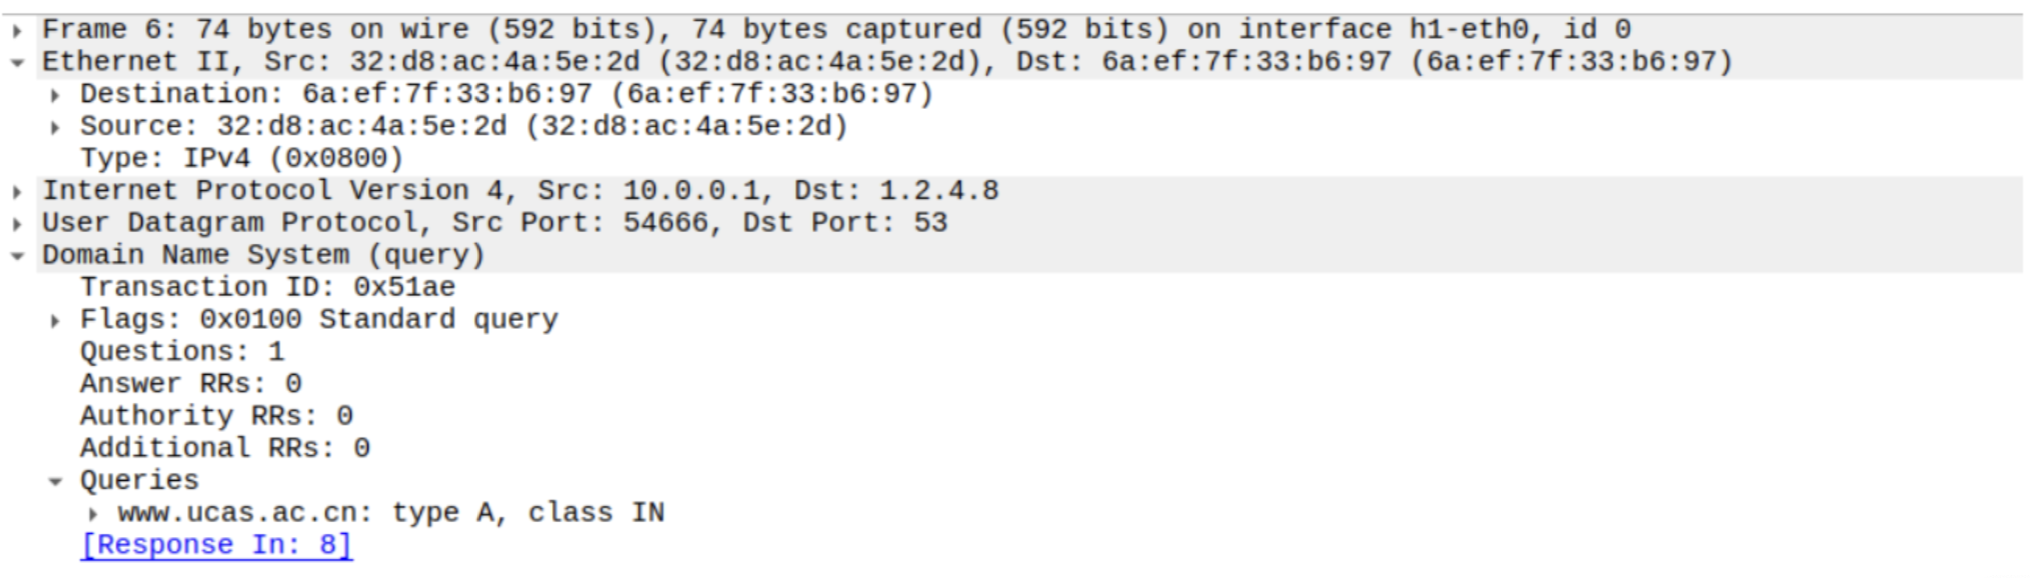 Frame 6: 74 bytes on wire (592 bits), 74 bytes captured (592 bits) on interface h1-eth0, id 0
Ethernet II, Src: 32:d8:ac:4a:5e:2d (32:d8:ac:4a:5e:2d), Dst: 6a:ef:7f:33:b6:97 (6a:ef:7f:33:b6:97)
Destination: 6a:ef:7f:33:b6:97 (6a:ef:7f:33:b6:97)
Source: 32:d8:ac:4a:5e:2d (32:d8:ac:4a:5e:2d)
Type: IPv4 (0x0800)
Internet Protocol Version 4, Src: 10.0.0.1, Dst: 1.2.4.8
User Datagram Protocol, Src Port: 54666, Dst Port: 53
Domain Name System (query)
Transaction ID: 0x51ae
Flags: 0x0100 Standard query
Questions: 1
Answer RRs: 0
Authority RRs: 0
Additional RRs: 0
Queries
www.ucas.ac.cn: type A, class IN
[Response In: 8]